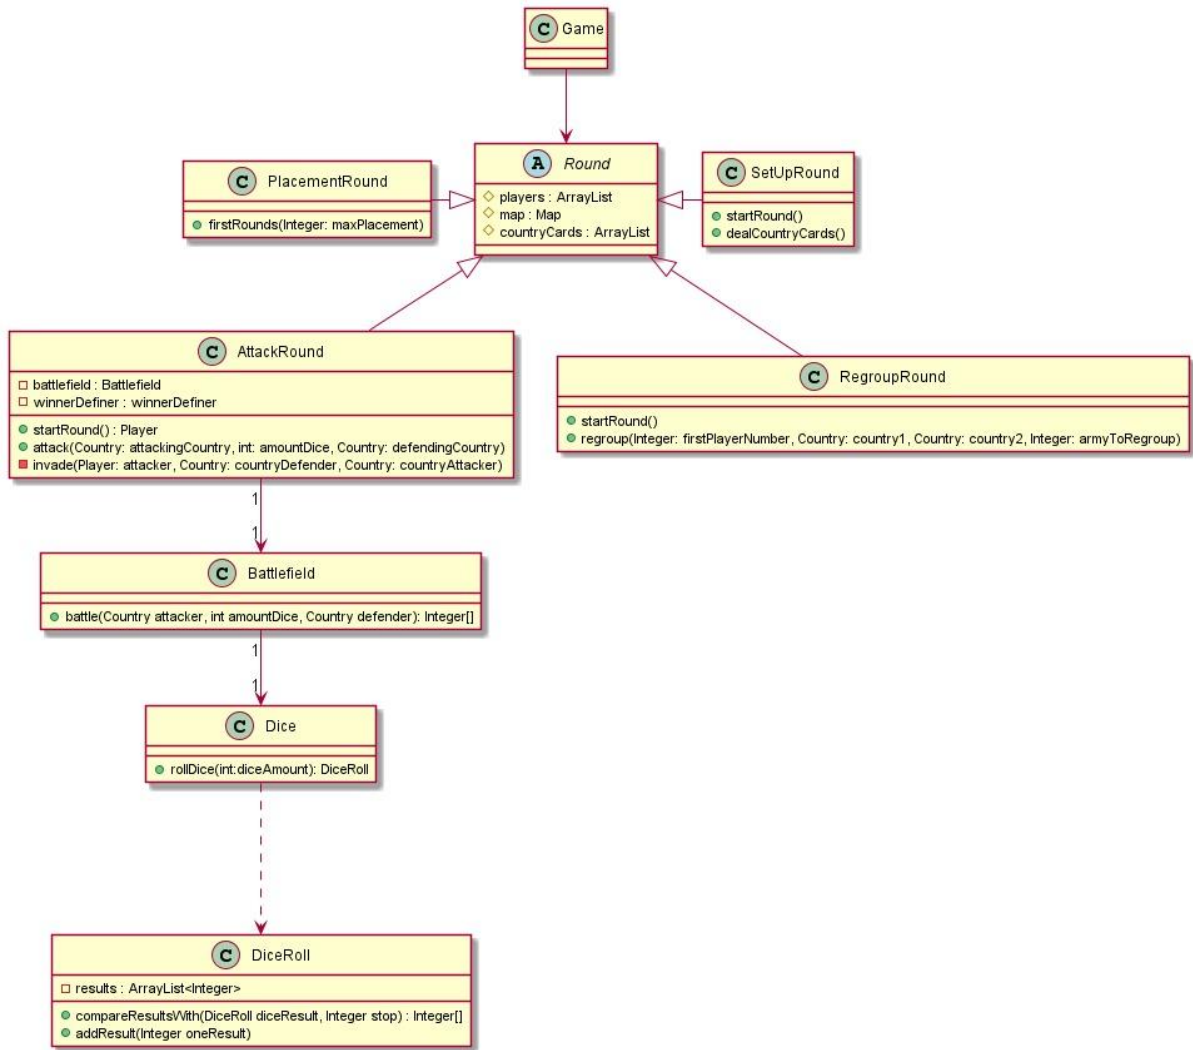 C Game
A Round
players : ArrayList
map : Map
countryCards : ArrayList
C PlacementRound
firstRounds(Integer: maxPlacement)
C SetUpRound
startRound()
dealCountryCards()
C AttackRound
battlefield : Battlefield
winnerDefiner : winnerDefiner
startRound() : Player
attack(Country: attackingCountry, int: amountDice, Country: defendingCountry)
invade(Player: attacker, Country: countryDefender, Country: countryAttacker)
C RegroupRound
startRound()
regroup(Integer: firstPlayerNumber, Country: country1, Country: country2, Integer: armyToRegroup)
1
1
C Battlefield
battle(Country attacker, int amountDice, Country defender): Integer[]
1
1
C Dice
rollDice(int:diceAmount): DiceRoll
C DiceRoll
results : ArrayList<Integer>
compareResultsWith(DiceRoll diceResult, Integer stop) : Integer[]
addResult(Integer oneResult)